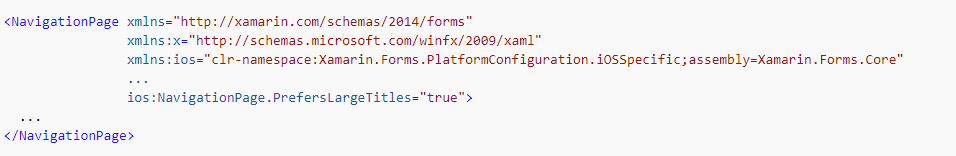 <NavigationPage xmlns="http://xamarin.com/schemas/2014/forms"
xmlns:x="http://schemas.microsoft.com/winfx/2009/xaml"
xmlns:ios="clr-namespace:Xamarin.Forms.PlatformConfiguration.iOSSpecific;assembly=Xamarin.Forms.Core"
...
ios:NavigationPage.PrefersLargeTitles="true">
...
</NavigationPage>